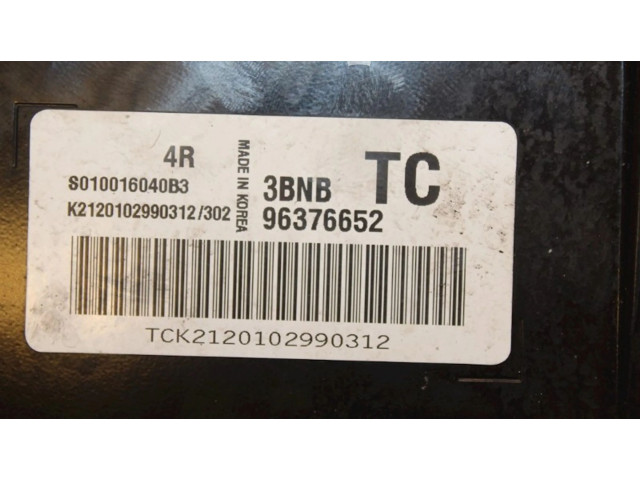 4R
S010016040B3
K2120102990312/302
MADE IN KOREA
3BNB
TC
96376652
TCK2120102990312